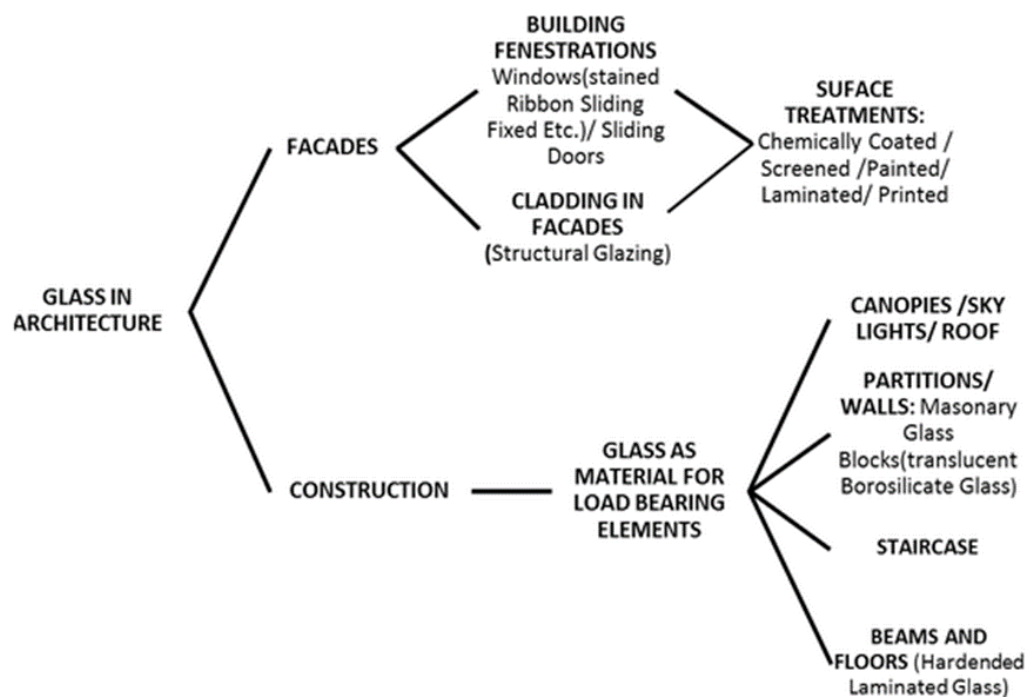 BUILDING
FENESTRATIONS
Windows(stained
Ribbon Sliding
Fixed Etc.)/ Sliding
Doors
SUFACE
TREATMENTS:
Chemically Coated /
Screened /Painted/
Laminated/ Printed
FACADES
CLADDING IN
FACADES
(Structural Glazing)
GLASS IN
ARCHITECTURE
CANOPIES /SKY
LIGHTS/ ROOF
PARTITIONS/
WALLS: Masonary
Glass
Blocks(translucent
Borosilicate Glass)
CONSTRUCTION
GLASS AS
MATERIAL FOR
LOAD BEARING
ELEMENTS
STAIRCASE
BEAMS AND
FLOORS (Hardended
Laminated Glass)